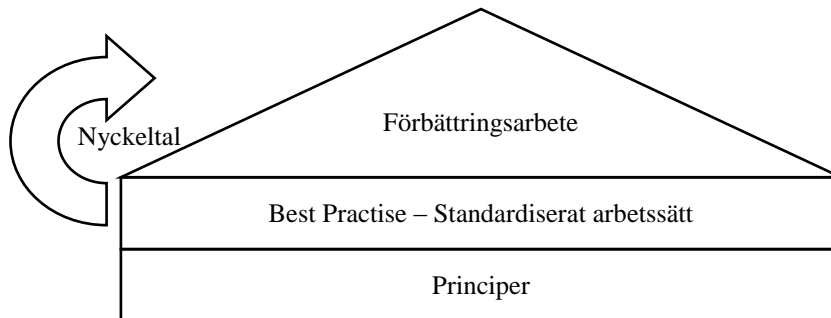 Förbättringsarbete
Nyckeltal
Best Practise – Standardiserat arbetssätt
Principer